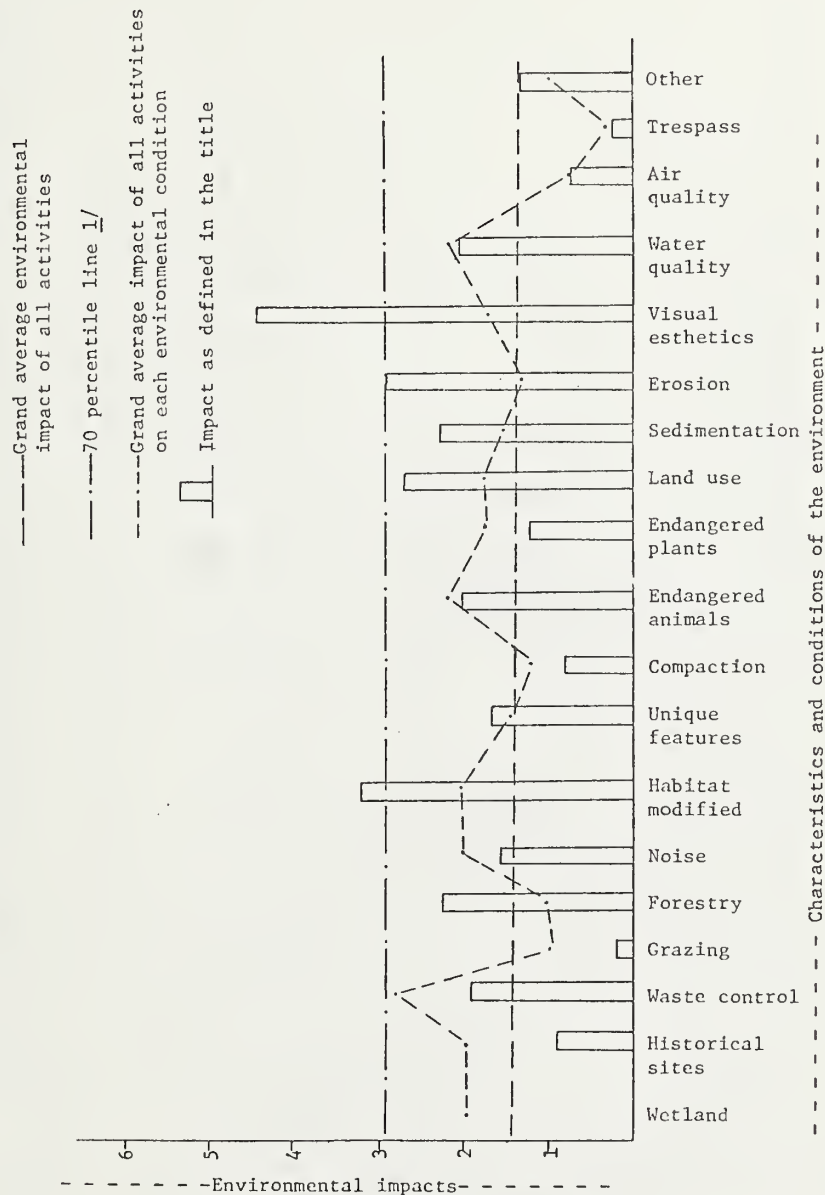 Grand average environmental
impact of all activities
70 percentile line 1/
Grand average impact of all activities
on each environmental condition
Impact as defined in the title
Other
Trespass
Air
quality
Water
quality
Visual
esthetics
Erosion
Sedimentation
Land use
Endangered
plants
Endangered
animals
Compaction
Unique
features
Habitat
modified
Noise
Forestry
Grazing
Waste control
Historical
sites
Wetland
6
5
4
3
2
1
- - - - - - -Environmental impacts- - - - - - -
- - - - - - - Characteristics and conditions of the environment - - - - - - -